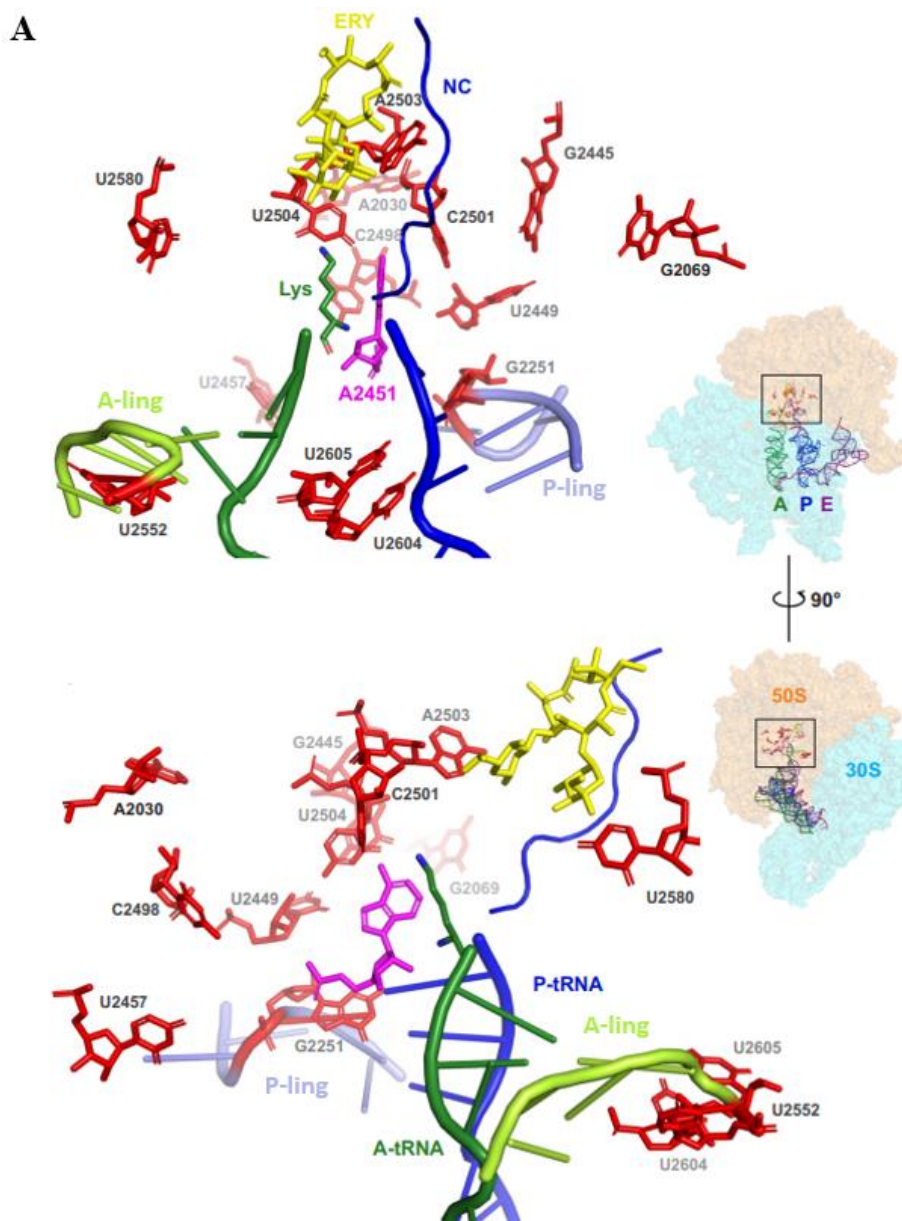 A
ERY
NC
A2503
G2445
U2580
A2030
U2504
C2501
C2498
G2069
Lys
U2449
G2251
U2457
A2451
A-ling
U2605
P-ling
U2552
U2604
A P E
90°
50S
A2503
G2445
30S
C2501
A2030
U2504
G2069
U2580
C2498
U2449
U2457
P-tRNA
A-ling
G2251
U2605
P-ling
U2552
A-tRNA
U2604